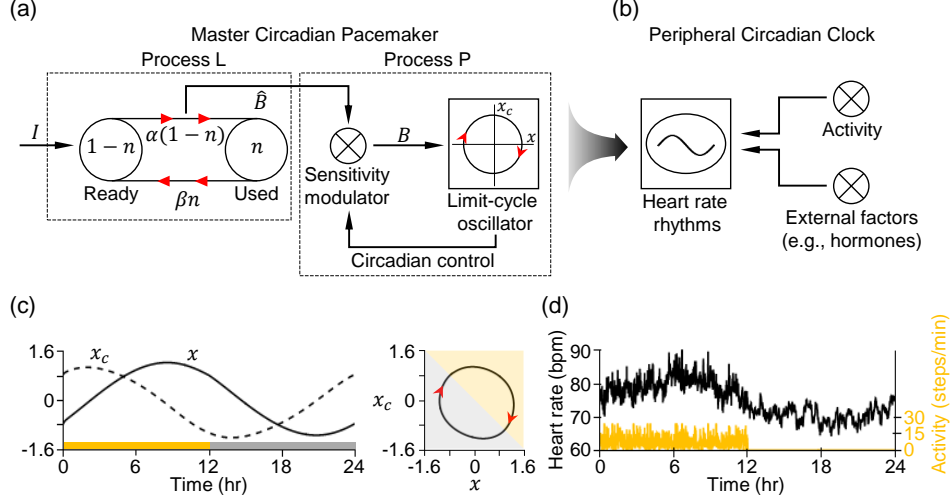 (a)
Master Circadian Pacemaker
Process L
Process P
I
1 − n
α(1 − n)
B̂
n
Ready
βn
Used
Sensitivity
modulator
B
x_c
x
Limit-cycle
oscillator
Circadian control
(b)
Peripheral Circadian Clock
Heart rate
rhythms
Activity
External factors
(e.g., hormones)
(c)
x_c
x
1.6
0
-1.6
0 6 12 18 24
Time (hr)
x_c
1.6
0
-1.6
-1.6 0 1.6
x
(d)
Heart rate (bpm)
90
80
70
60
0 6 12 18 24
Time (hr)
30
15
0
Activity (steps/min)